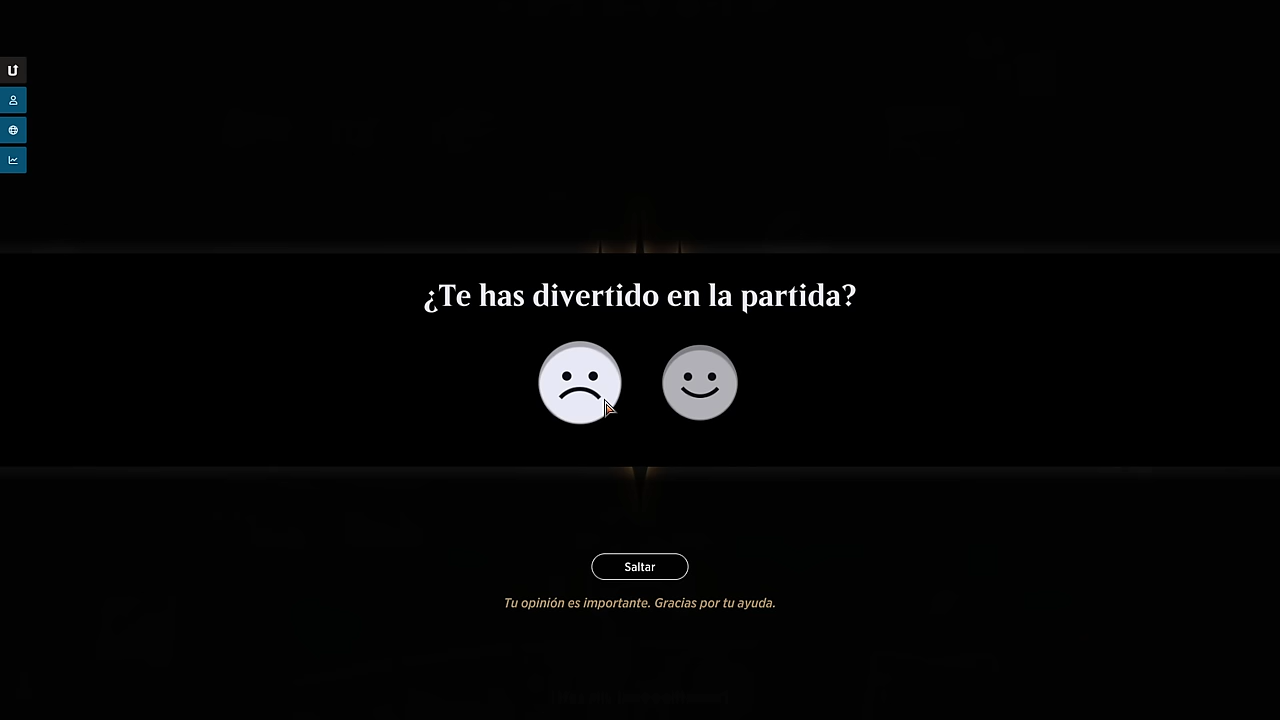 ¿Te has divertido en la partida?
Saltar
Tu opinión es importante. Gracias por tu ayuda.